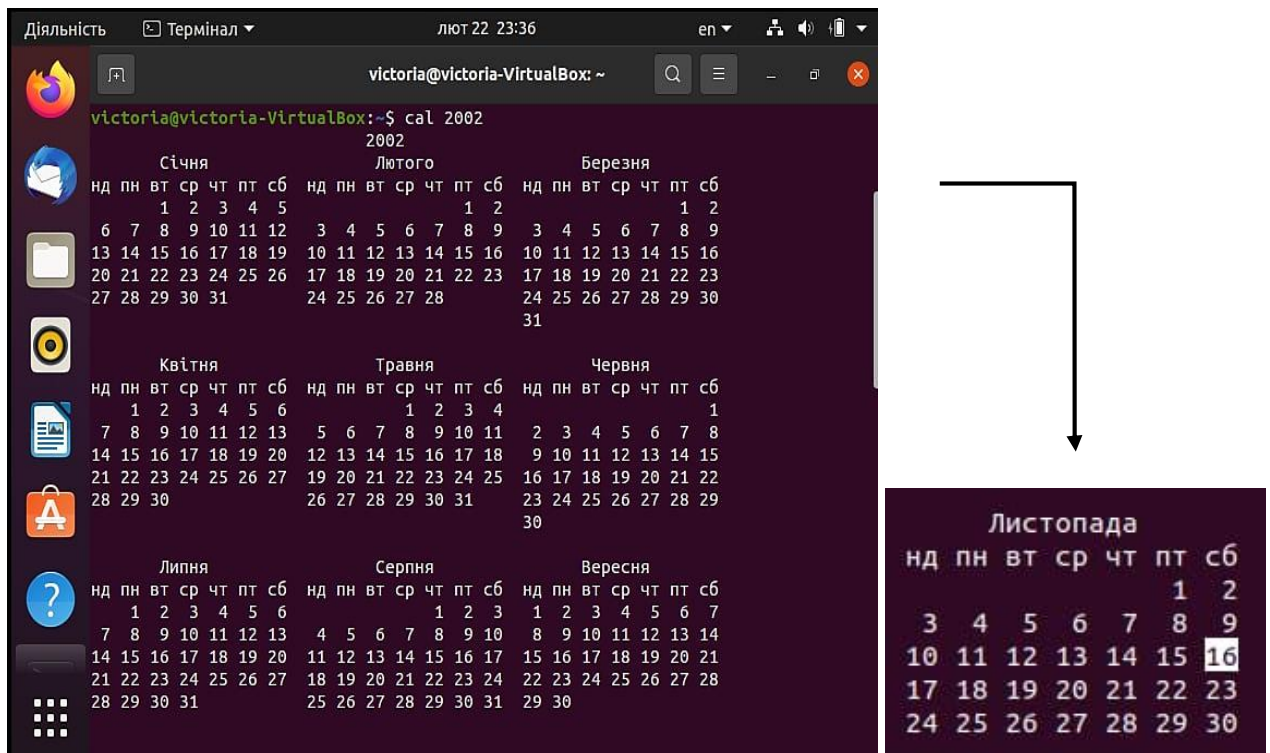 Діяльність Термінал лют 22 23:36 en
victoria@victoria-VirtualBox: ~
victoria@victoria-VirtualBox:~$ cal 2002
2002
Січня Лютого Березня
нд пн вт ср чт пт сб нд пн вт ср чт пт сб нд пн вт ср чт пт сб
1 2 3 4 5 1 2 1 2
6 7 8 9 10 11 12 3 4 5 6 7 8 9 3 4 5 6 7 8 9
13 14 15 16 17 18 19 10 11 12 13 14 15 16 10 11 12 13 14 15 16
20 21 22 23 24 25 26 17 18 19 20 21 22 23 17 18 19 20 21 22 23
27 28 29 30 31 24 25 26 27 28 24 25 26 27 28 29 30
31
Квітня Травня Червня
нд пн вт ср чт пт сб нд пн вт ср чт пт сб нд пн вт ср чт пт сб
1 2 3 4 5 6 1 2 3 4 1
7 8 9 10 11 12 13 5 6 7 8 9 10 11 2 3 4 5 6 7 8
14 15 16 17 18 19 20 12 13 14 15 16 17 18 9 10 11 12 13 14 15
21 22 23 24 25 26 27 19 20 21 22 23 24 25 16 17 18 19 20 21 22
28 29 30 26 27 28 29 30 31 23 24 25 26 27 28 29
30
Липня Серпня Вересня
нд пн вт ср чт пт сб нд пн вт ср чт пт сб нд пн вт ср чт пт сб
1 2 3 4 5 6 1 2 3 1 2 3 4 5 6 7
7 8 9 10 11 12 13 4 5 6 7 8 9 10 8 9 10 11 12 13 14
14 15 16 17 18 19 20 11 12 13 14 15 16 17 15 16 17 18 19 20 21
21 22 23 24 25 26 27 18 19 20 21 22 23 24 22 23 24 25 26 27 28
28 29 30 31 25 26 27 28 29 30 31 29 30
Листопада
нд пн вт ср чт пт сб
1 2
3 4 5 6 7 8 9
10 11 12 13 14 15 16
17 18 19 20 21 22 23
24 25 26 27 28 29 30